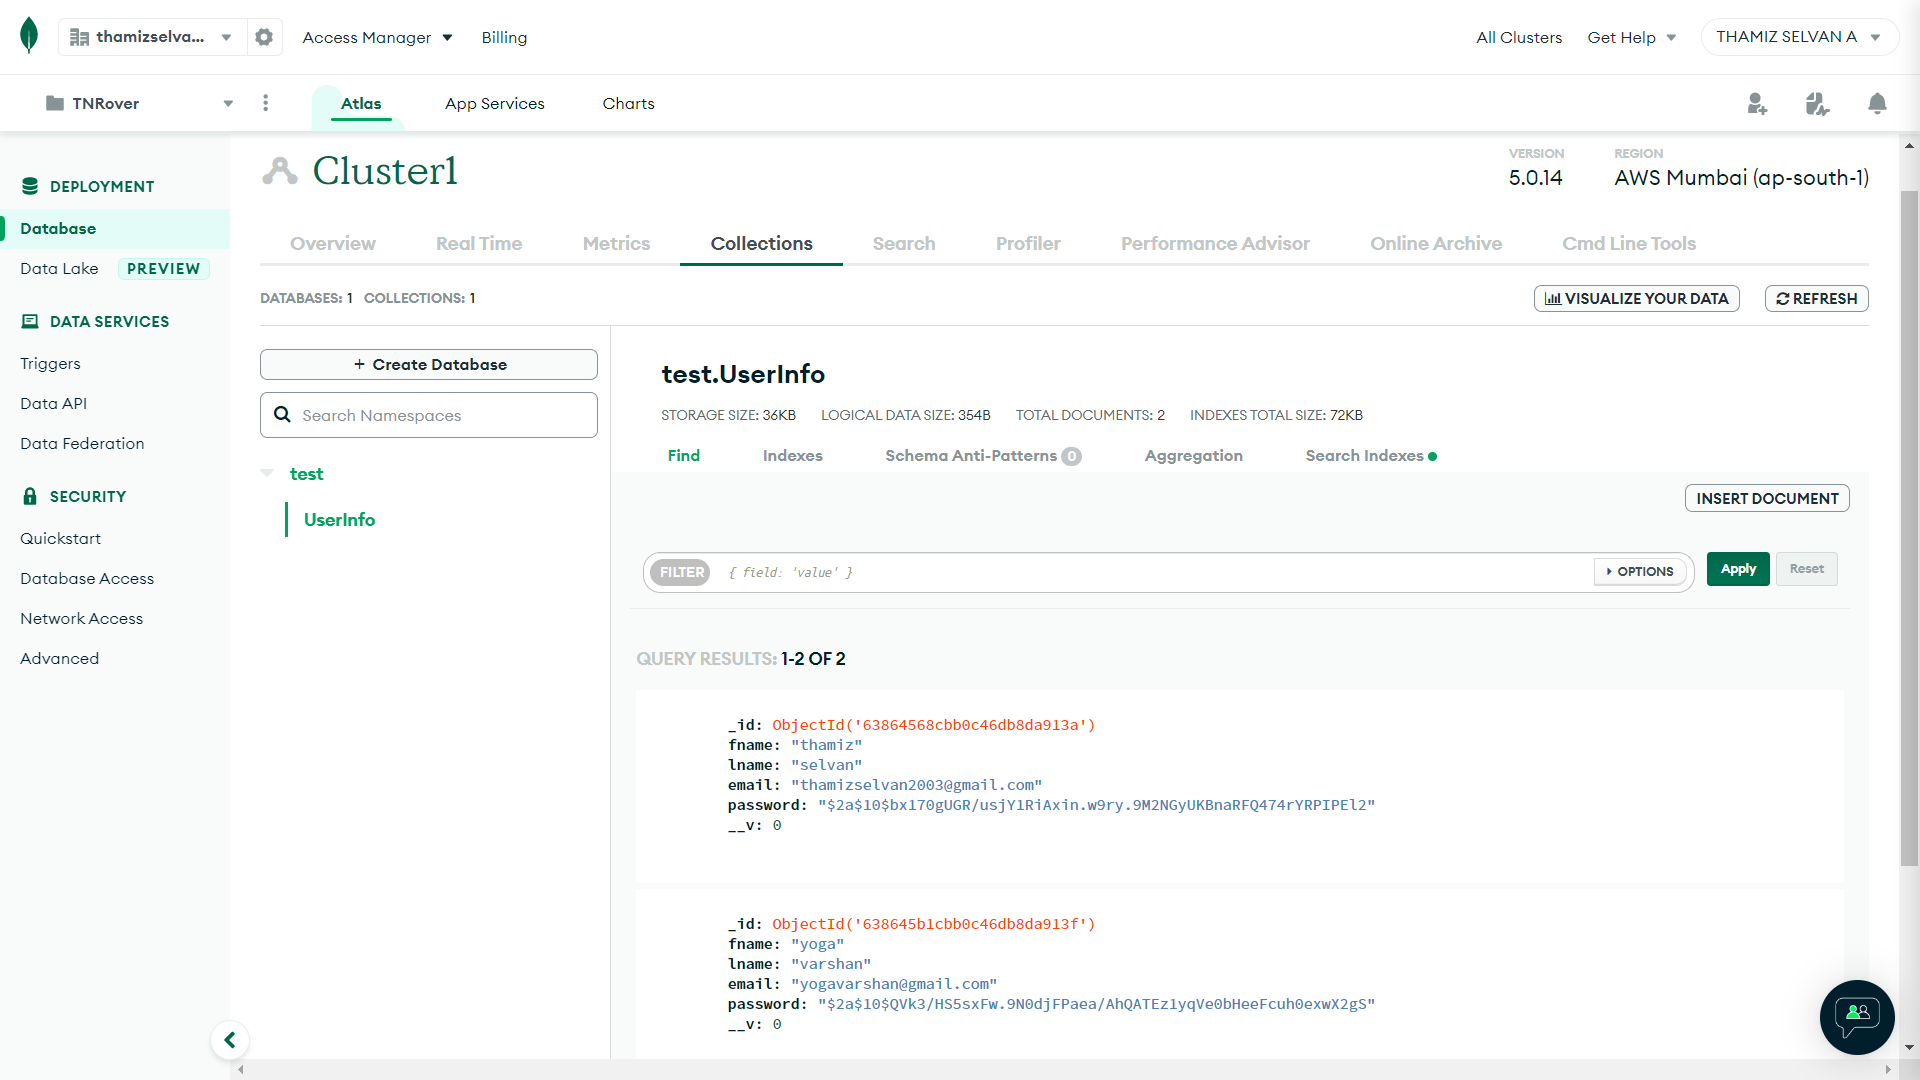 thamizselva...
Access Manager
Billing
All Clusters
Get Help
THAMIZ SELVAN A
TNRover
Atlas
App Services
Charts
DEPLOYMENT
Database
Data Lake PREVIEW
DATA SERVICES
Triggers
Data API
Data Federation
SECURITY
Quickstart
Database Access
Network Access
Advanced
Cluster1
VERSION
5.0.14
REGION
AWS Mumbai (ap-south-1)
Overview
Real Time
Metrics
Collections
Search
Profiler
Performance Advisor
Online Archive
Cmd Line Tools
DATABASES: 1 COLLECTIONS: 1
VISUALIZE YOUR DATA
REFRESH
+ Create Database
Search Namespaces
test
UserInfo
test.UserInfo
STORAGE SIZE: 36KB LOGICAL DATA SIZE: 354B TOTAL DOCUMENTS: 2 INDEXES TOTAL SIZE: 72KB
Find
Indexes
Schema Anti-Patterns 0
Aggregation
Search Indexes
INSERT DOCUMENT
FILTER { field: 'value' }
OPTIONS
Apply
Reset
QUERY RESULTS: 1-2 OF 2
_id: ObjectId('63864568cbb0c46db8da913a')
fname: "thamiz"
lname: "selvan"
email: "thamizselvan2003@gmail.com"
password: "$2a$10$bx170gUGR/usjY1RiAxin.w9ry.9M2NGyUKBnaRFQ474rYRPIPEl2"
__v: 0
_id: ObjectId('638645b1cbb0c46db8da913f')
fname: "yoga"
lname: "varshan"
email: "yogavarshan@gmail.com"
password: "$2a$10$QVk3/HS5sxFw.9N0djFPaea/AhQATEz1yqVe0bHeeFcuh0exwX2gS"
__v: 0